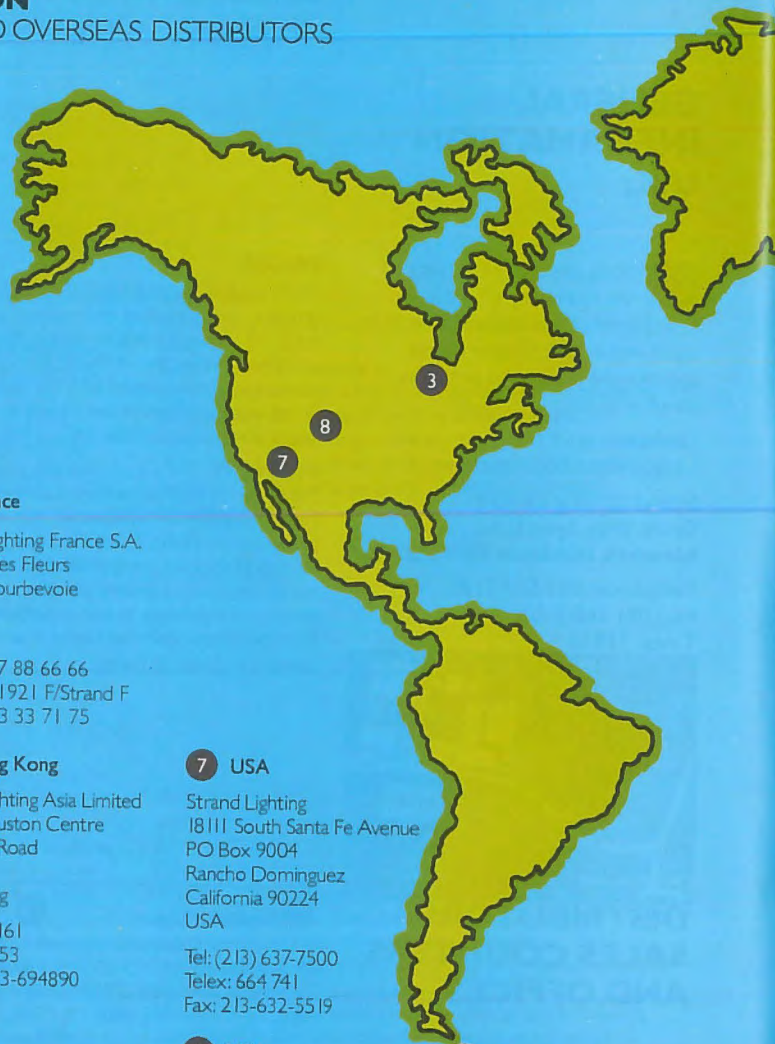 ON
OVERSEAS DISTRIBUTORS
3
8
7
ghting France S.A.
es Fleurs
ourbevoie
7 88 66 66
1921 F/Strand F
3 33 71 75
g Kong
hting Asia Limited
uston Centre
Road
g
161
53
3-694890
7 USA
Strand Lighting
18111 South Santa Fe Avenue
PO Box 9004
Rancho Dominguez
California 90224
USA
Tel: (213) 637-7500
Telex: 664 741
Fax: 213-632-5519